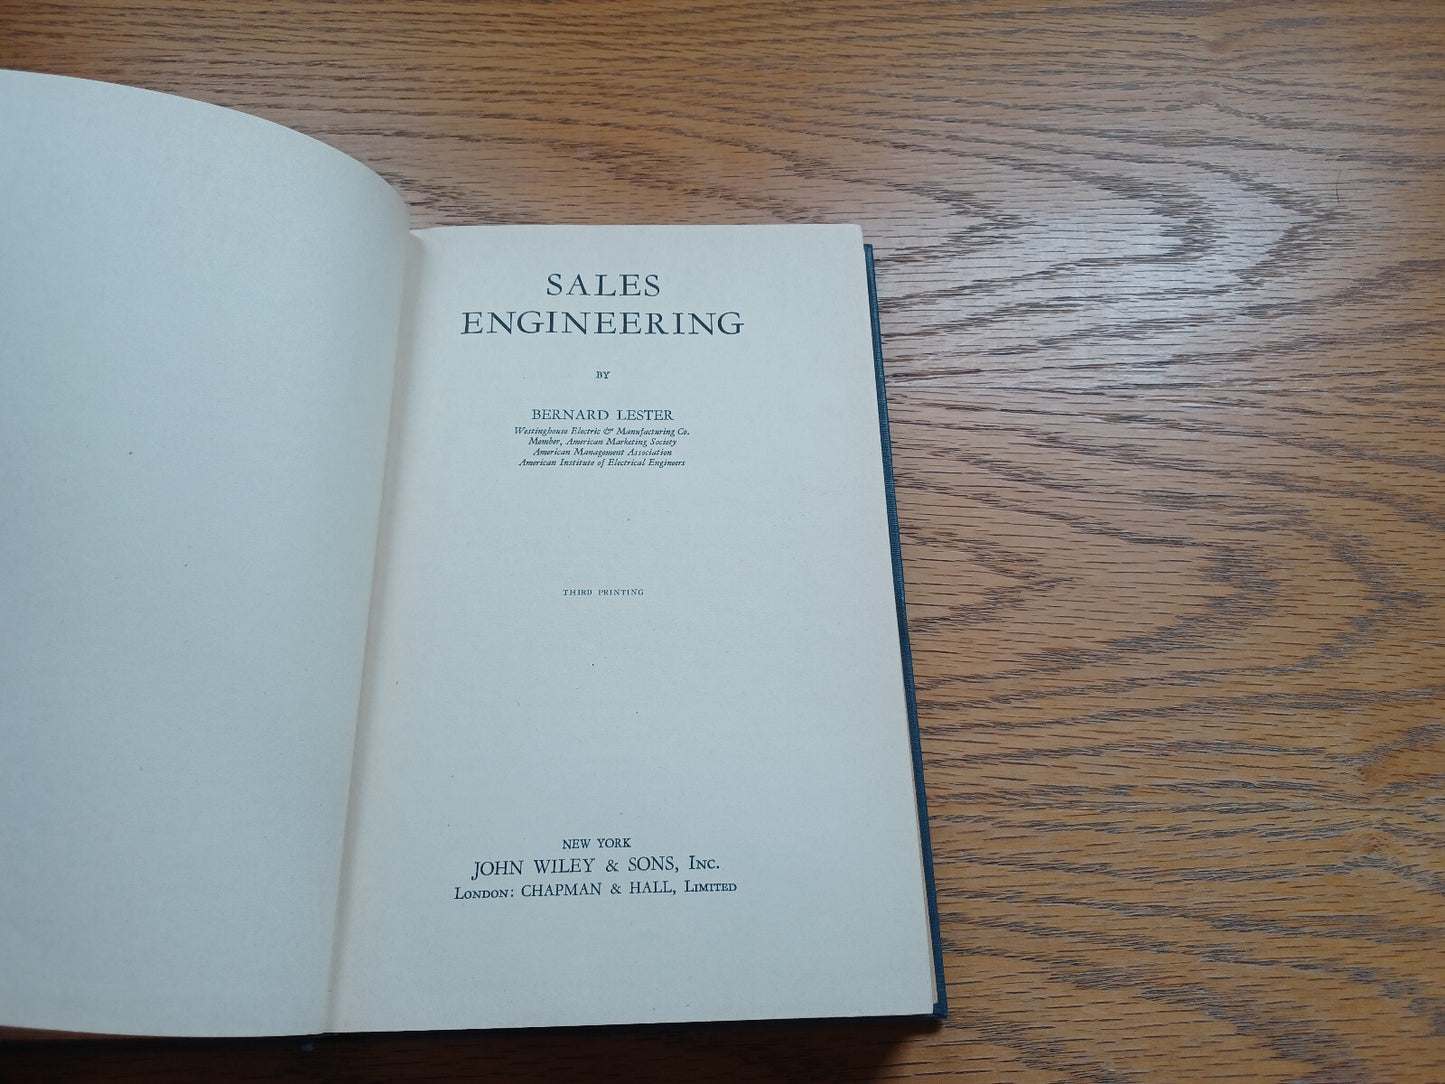 SALES
ENGINEERING
BY
BERNARD LESTER
Westinghouse Electric & Manufacturing Co.
Member, American Marketing Society
American Management Association
American Institute of Electrical Engineers
THIRD PRINTING
NEW YORK
JOHN WILEY & SONS, Inc.
London: CHAPMAN & HALL, Limited